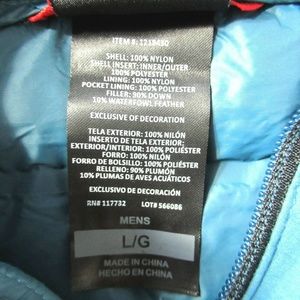 ITEM #: 1219450
SHELL: 100% NYLON
SHELL INSERT: INNER/OUTER
100% POLYESTER
LINING: 100% NYLON
POCKET LINING: 100% POLYESTER
FILLER: 90% DOWN
10% WATERFOWL FEATHER
EXCLUSIVE OF DECORATION
TELA EXTERIOR: 100% NILÓN
INSERTO DE TELA EXTERIOR:
EXTERIOR/INTERIOR: 100% POLIÉSTER
FORRO: 100% NILÓN
FORRO DE BOLSILLO: 100% POLIÉSTER
RELLENO: 90% PLUMÓN
10% PLUMAS DE AVES ACUÁTICOS
EXCLUSIVO DE DECORACIÓN
RN# 117732 LOT# 566086
MENS
L/G
MADE IN CHINA
HECHO EN CHINA